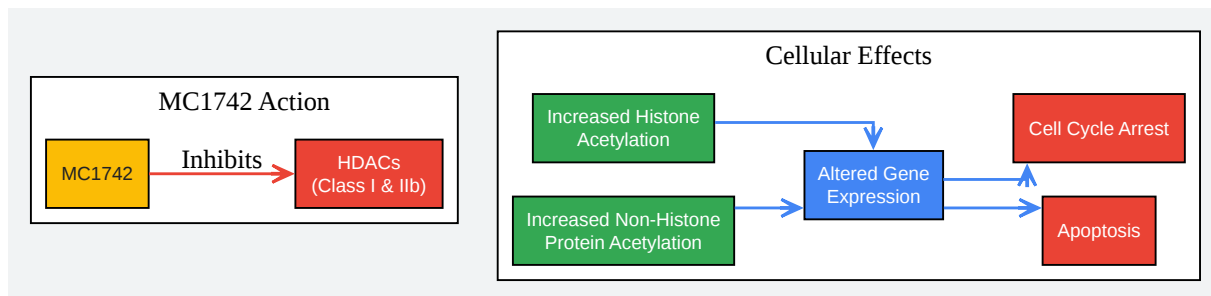 MC1742 Action
MC1742
Inhibits
HDACs
(Class I & IIb)
Cellular Effects
Increased Histone
Acetylation
Increased Non-Histone
Protein Acetylation
Altered Gene
Expression
Cell Cycle Arrest
Apoptosis